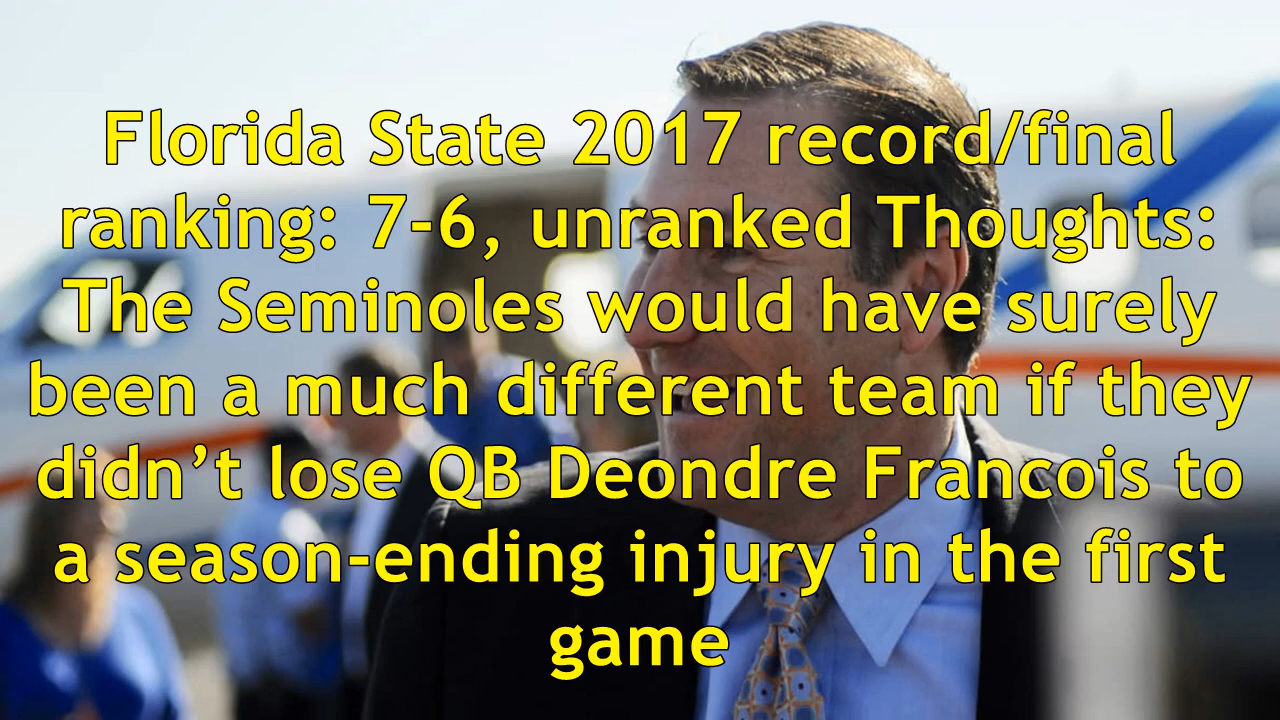 Florida State 2017 record/final
ranking: 7-6, unranked Thoughts:
The Seminoles would have surely
been a much different team if they
didn’t lose QB Deondre Francois to
a season-ending injury in the first
game